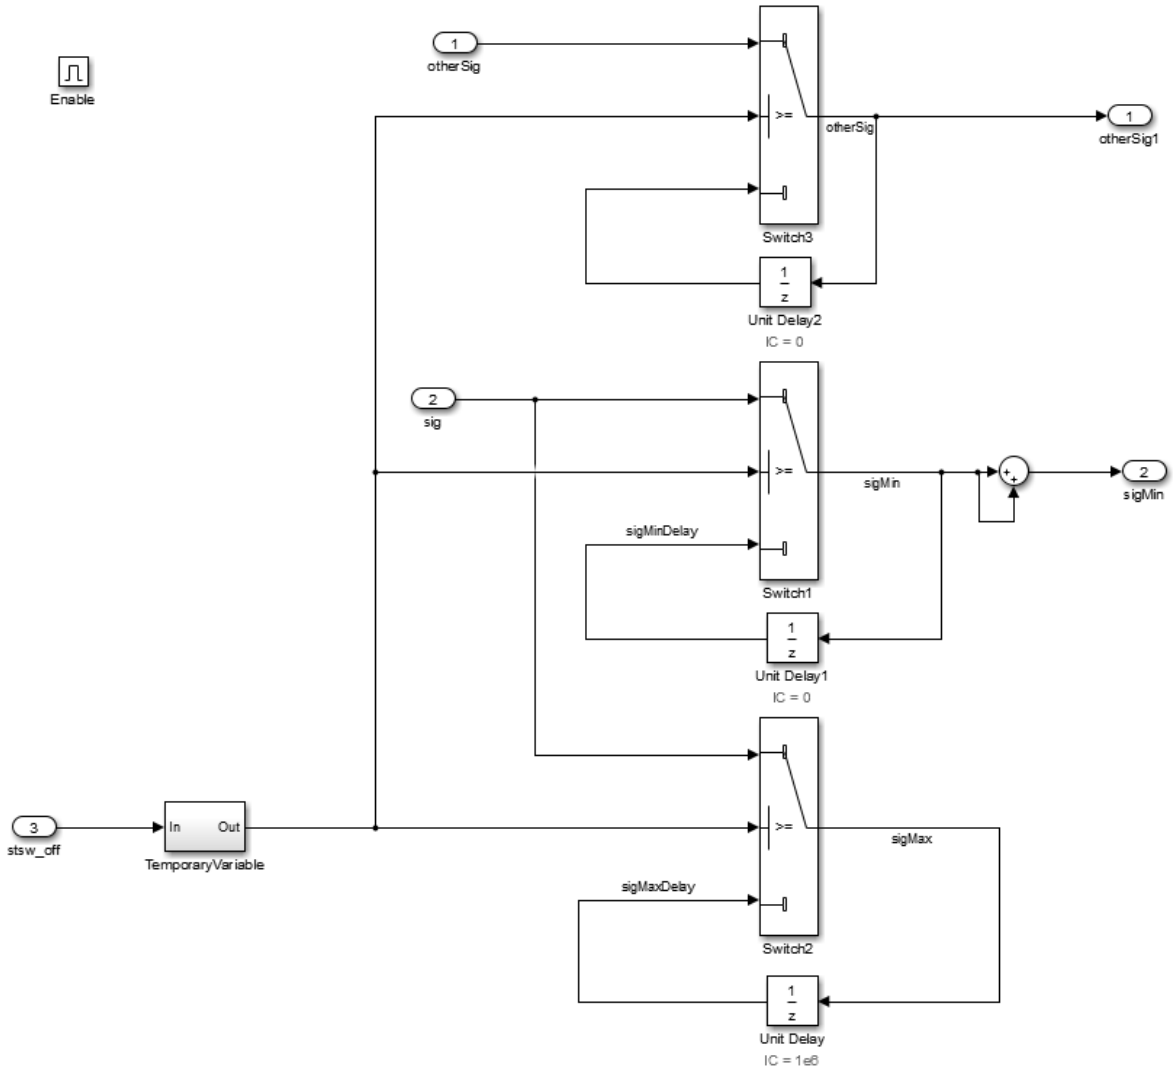 1
otherSig
Enable
>=
otherSig
1
otherSig1
Switch3
1
z
Unit Delay2
IC = 0
2
sig
>=
sigMin
+
+
2
sigMin
sigMinDelay
Switch1
1
z
Unit Delay1
IC = 0
3
stsw_off
In Out
TemporaryVariable
>=
sigMax
sigMaxDelay
Switch2
1
z
Unit Delay
IC = 1e6